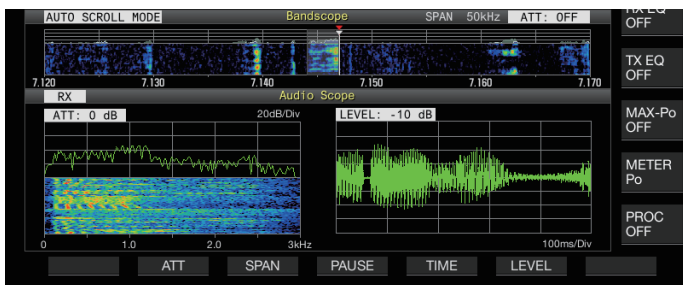 AUTO SCROLL MODE
Bandscope
SPAN 50kHz
ATT: OFF
RX EQ
OFF
7.120
7.130
7.140
7.150
7.160
7.170
TX EQ
OFF
RX
Audio Scope
ATT: 0 dB
20dB/Div
LEVEL: -10 dB
MAX-Po
OFF
METER
Po
PROC
OFF
0
1.0
2.0
3kHz
100ms/Div
ATT
SPAN
PAUSE
TIME
LEVEL